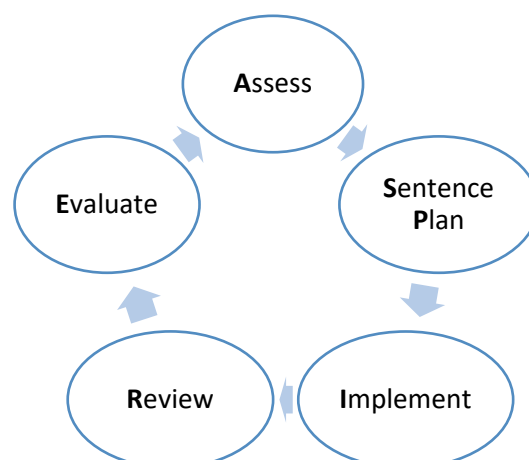 Assess
Sentence
Plan
Implement
Review
Evaluate